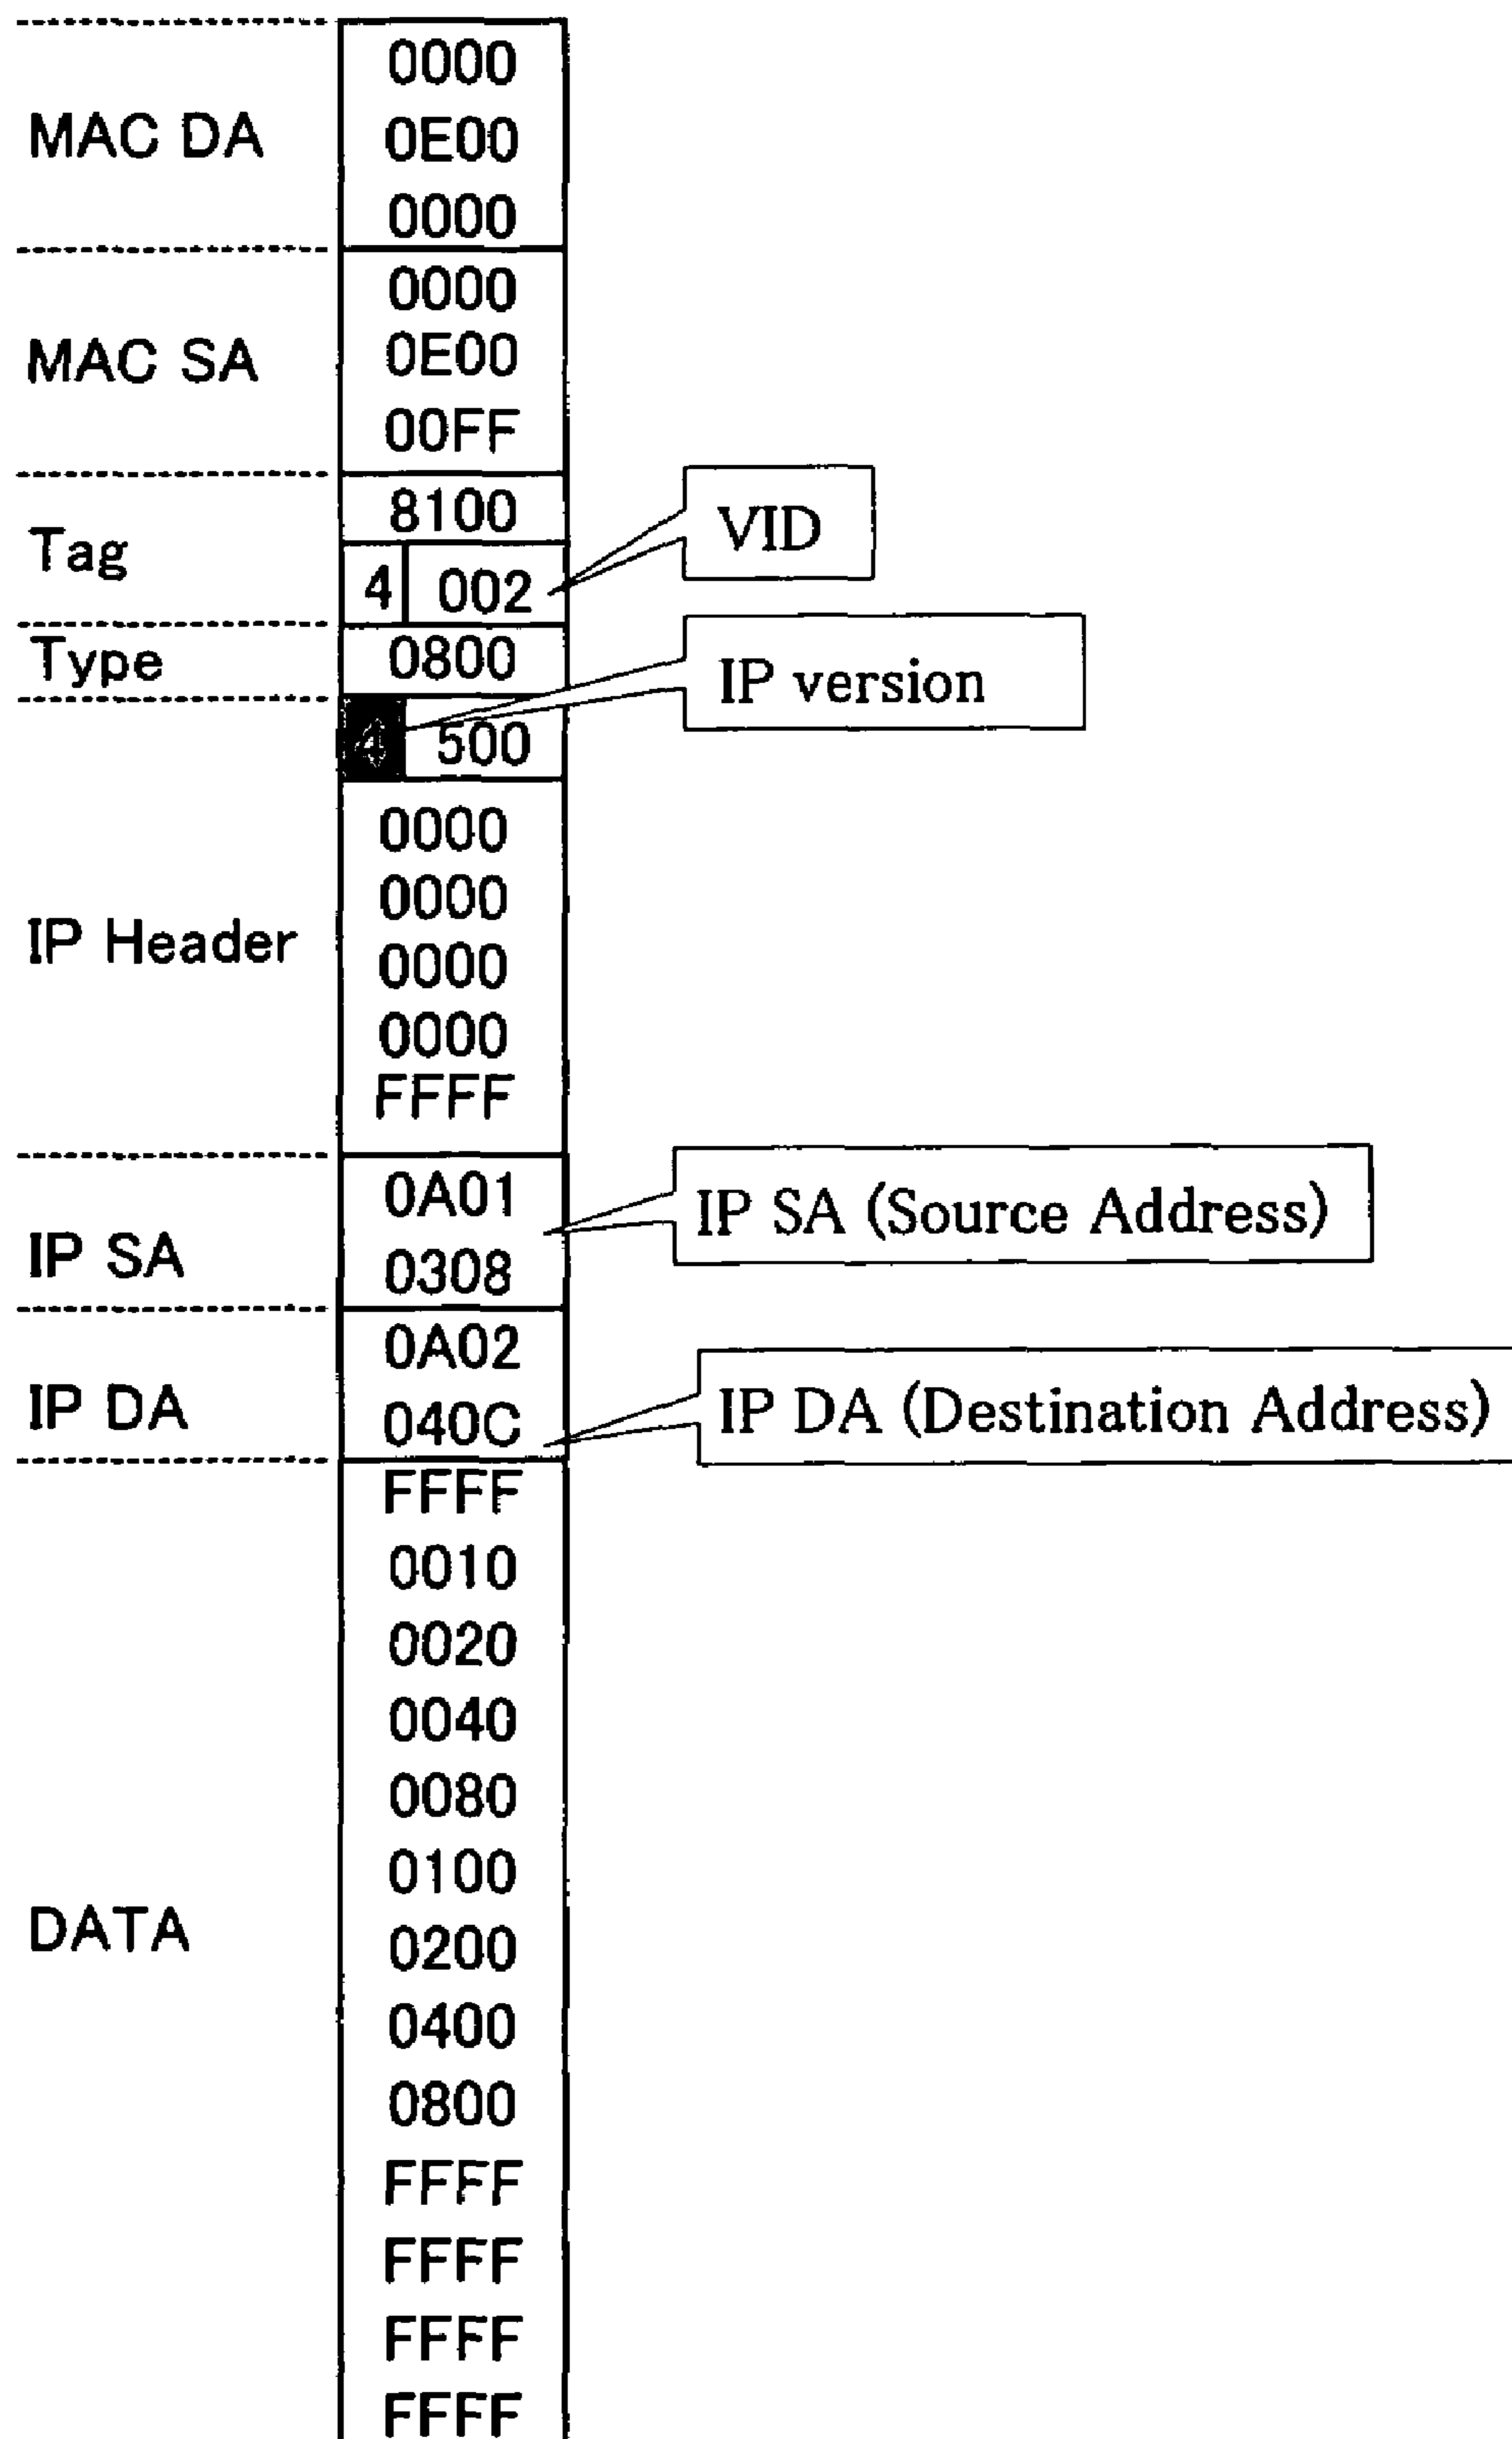 0000
MAC DA 0E00
0000
0000
MAC SA 0E00
00FF
8100
VID
Tag
4 002
Type 0800
IP version
4 500
0000
0000
IP Header 0000
0000
FFFF
0A01
IP SA (Source Address)
IP SA 0308
0A02
IP DA 040C IP DA (Destination Address)
FFFF
0010
0020
0040
0080
0100
DATA 0200
0400
0800
FFFF
FFFF
FFFF
FFFF